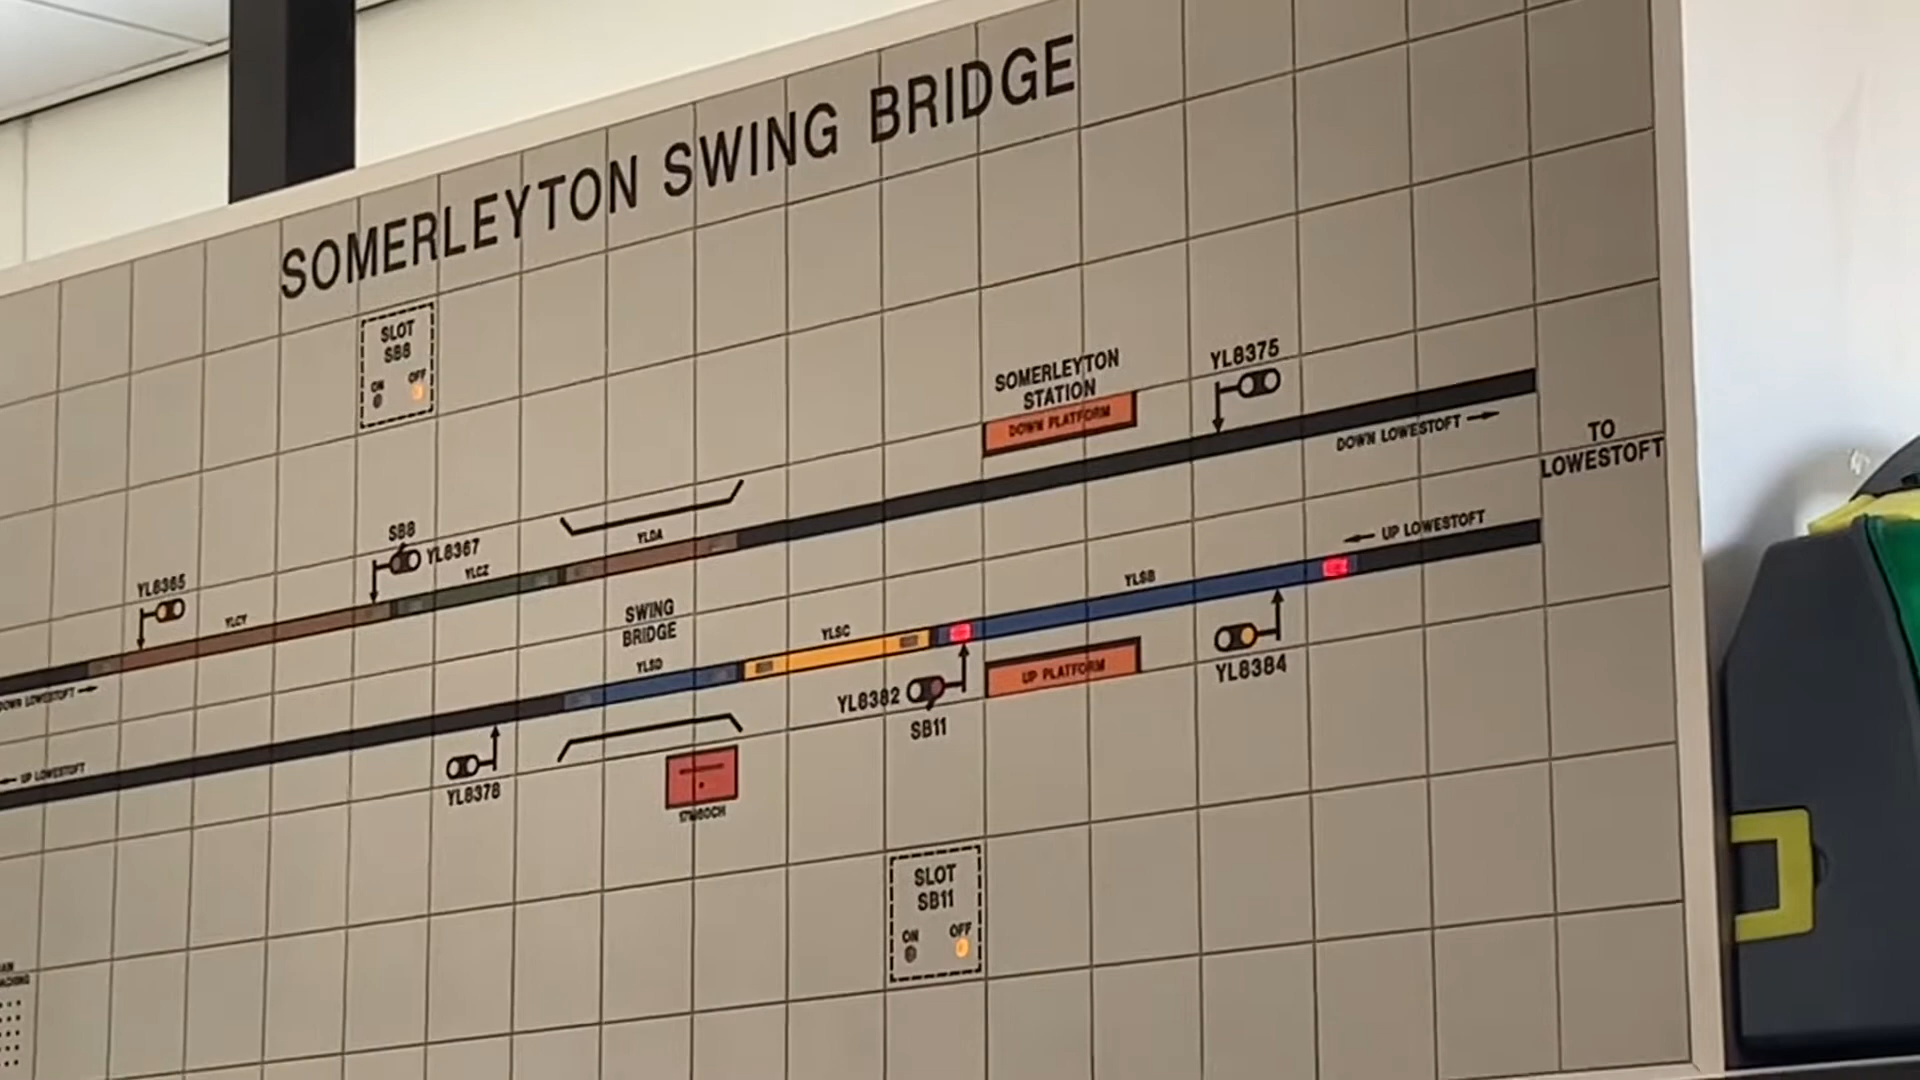 SOMERLEYTON SWING BRIDGE
SLOT
SB8
ON OFF
SOMERLEYTON
STATION
DOWN PLATFORM
YL8375
DOWN LOWESTOFT
TO
LOWESTOFT
SB8
YL8367
YLDA
YLCZ
YL8365
YLCY
UP LOWESTOFT
YLSB
SWING
BRIDGE
YLSC
YLSD
DOWN LOWESTOFT
UP PLATFORM
YL8384
YL8382
SB11
UP LOWESTOFT
YL8378
SLOT
SB11
ON OFF